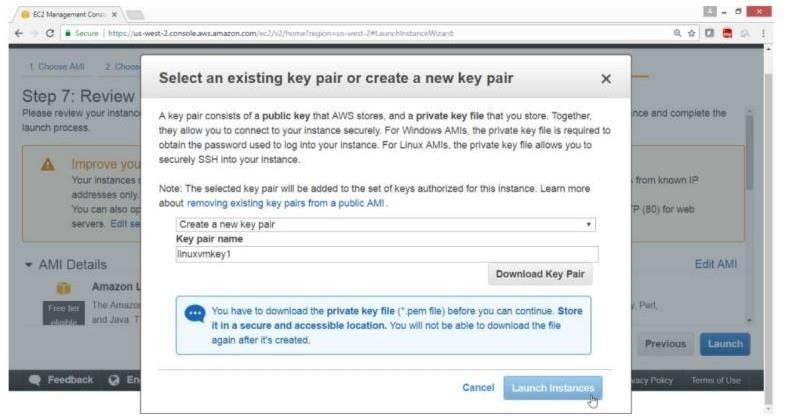 EC2 Management Consol
Secure
https://us-west-2.console.aws.amazon.com/ec2/v2/home?region=us-west-2#LaunchInstanceWizard:
1. Choose AMI
2. Choose
Step 7: Review
Please review your instance
nce and complete the
launch process.
Improve you
Your instances
from known IP
addresses only.
You can also op
P (80) for web
servers. Edit se
AMI Details
Edit AMI
Amazon L
Free tier
eligible
The Amazon
and Java.
y, Perl,
Previous
Launch
Feedback
En
vacy Policy
Terms of Use
Select an existing key pair or create a new key pair
×
A key pair consists of a public key that AWS stores, and a private key file that you store. Together,
they allow you to connect to your instance securely. For Windows AMIs, the private key file is required to
obtain the password used to log into your instance. For Linux AMIs, the private key file allows you to
securely SSH into your instance.
Note: The selected key pair will be added to the set of keys authorized for this instance. Learn more
about removing existing key pairs from a public AMI.
Create a new key pair
Key pair name
linuxvmkey1
Download Key Pair
You have to download the private key file (*.pem file) before you can continue. Store
it in a secure and accessible location. You will not be able to download the file
again after it's created.
Cancel
Launch Instances